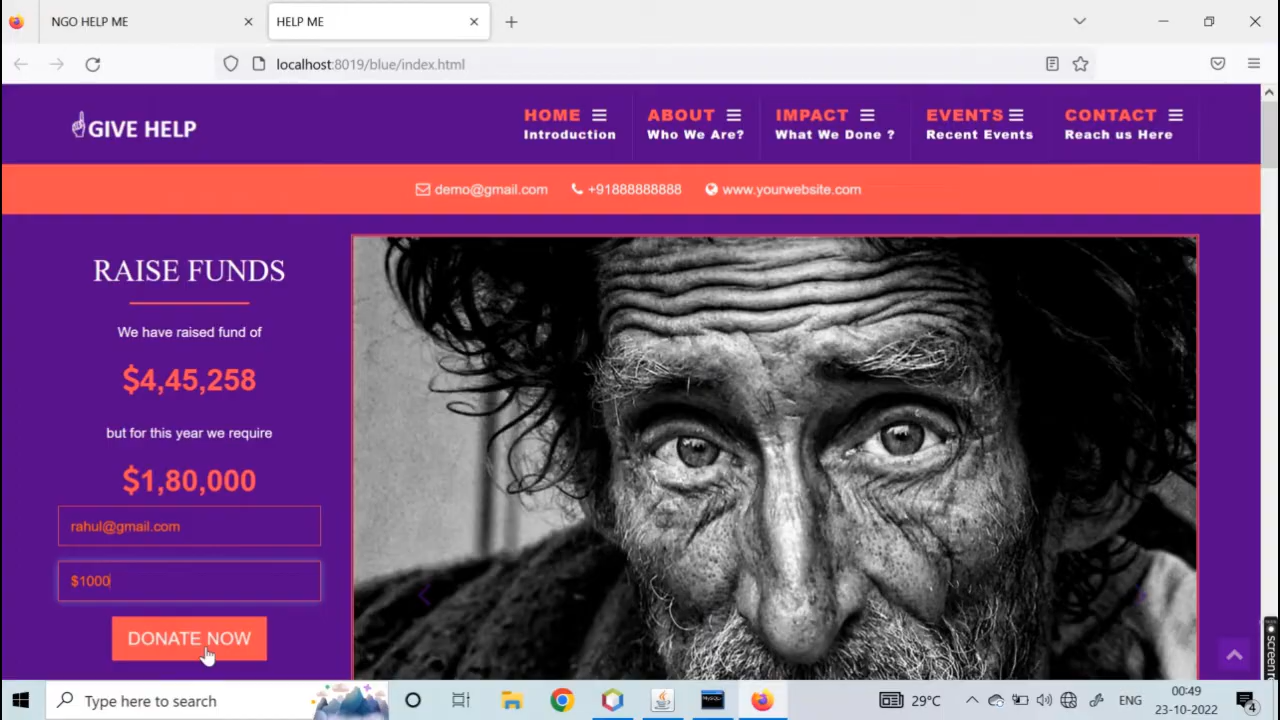 NGO HELP ME
HELP ME
localhost:8019/blue/index.html
GIVE HELP
HOME
Introduction
ABOUT
Who We Are?
IMPACT
What We Done ?
EVENTS
Recent Events
CONTACT
Reach us Here
demo@gmail.com +91888888888 www.yourwebsite.com
RAISE FUNDS
We have raised fund of
$4,45,258
but for this year we require
$1,80,000
rahul@gmail.com
$1000
DONATE NOW
screen
Type here to search
29°C
ENG
00:49
23-10-2022
4